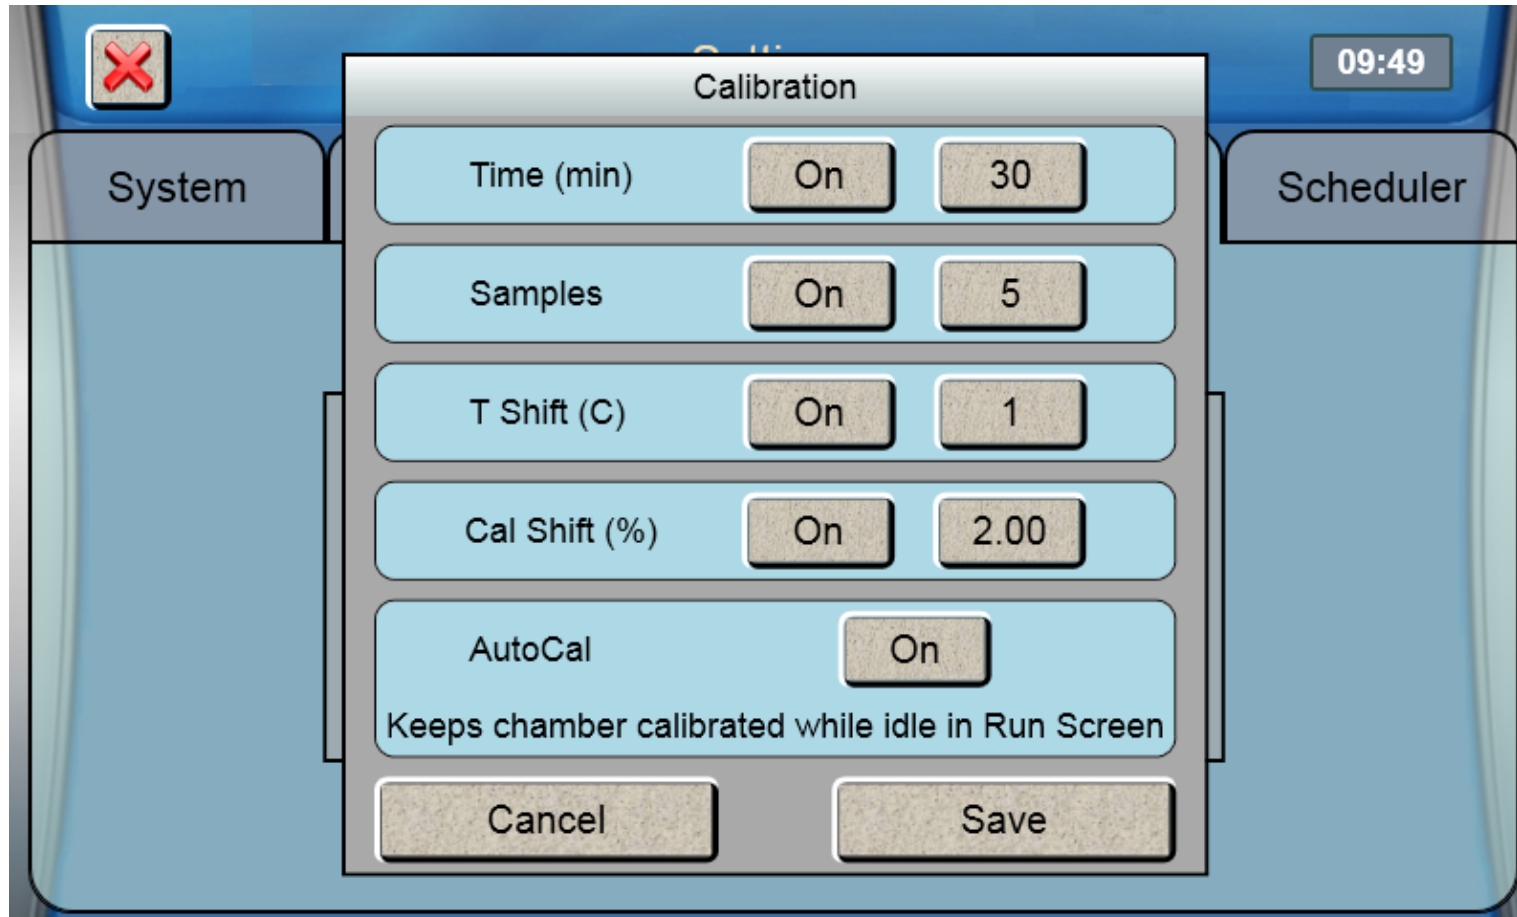 09:49
Calibration
System
Time (min) On 30
Scheduler
Samples On 5
T Shift (C) On 1
Cal Shift (%) On 2.00
AutoCal On
Keeps chamber calibrated while idle in Run Screen
Cancel Save